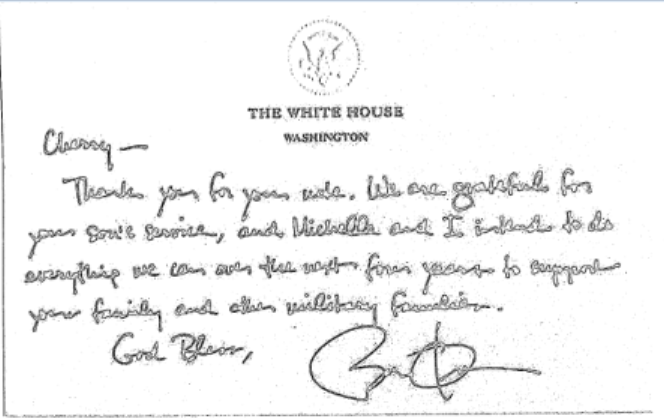 THE WHITE HOUSE
WASHINGTON
Cherry —
Thank you for your note. We are grateful for
your son's service, and Michelle and I intend to do
everything we can over the next four years to support
your family and other military families.
God Bless,